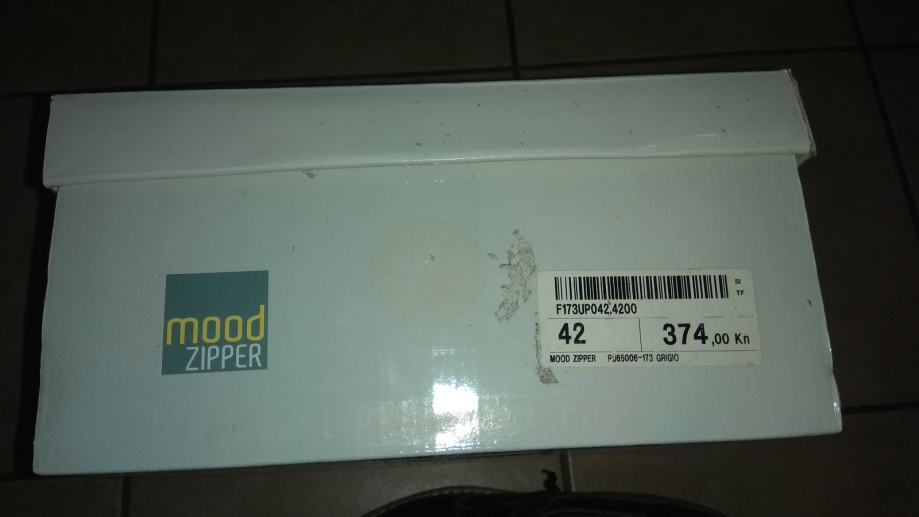 mood
ZIPPER
SI
TF
F173UP042,4200
42
374,00 Kn
MOOD ZIPPER PU65006-173 GRIGIO